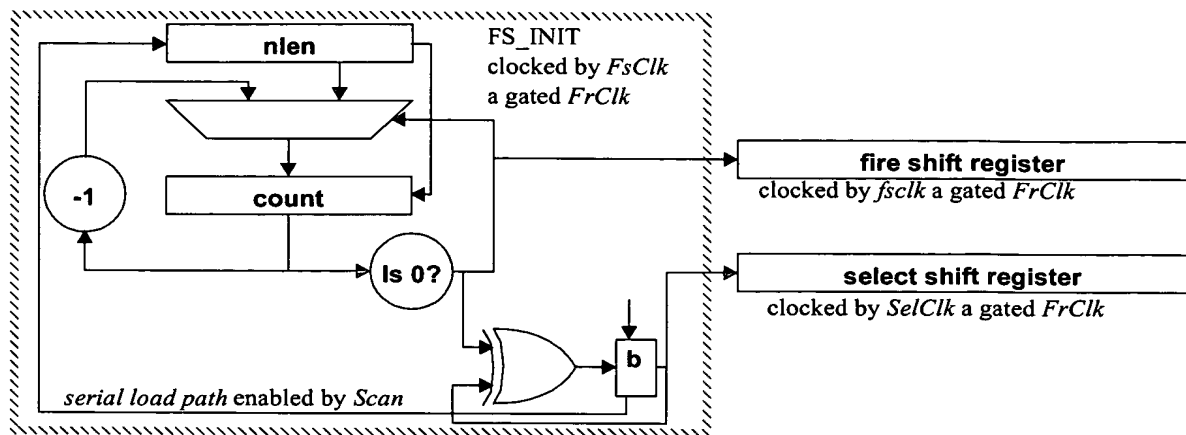 nlen
FS_INIT
clocked by FsClk
a gated FrClk
-1
count
Is 0?
fire shift register
clocked by fsclk a gated FrClk
select shift register
clocked by SelClk a gated FrClk
b
serial load path enabled by Scan